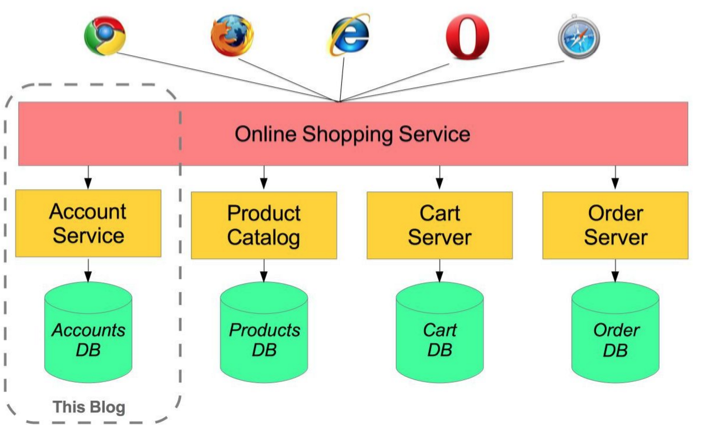 Online Shopping Service
Account
Service
Product
Catalog
Cart
Server
Order
Server
Accounts
DB
Products
DB
Cart
DB
Order
DB
This Blog